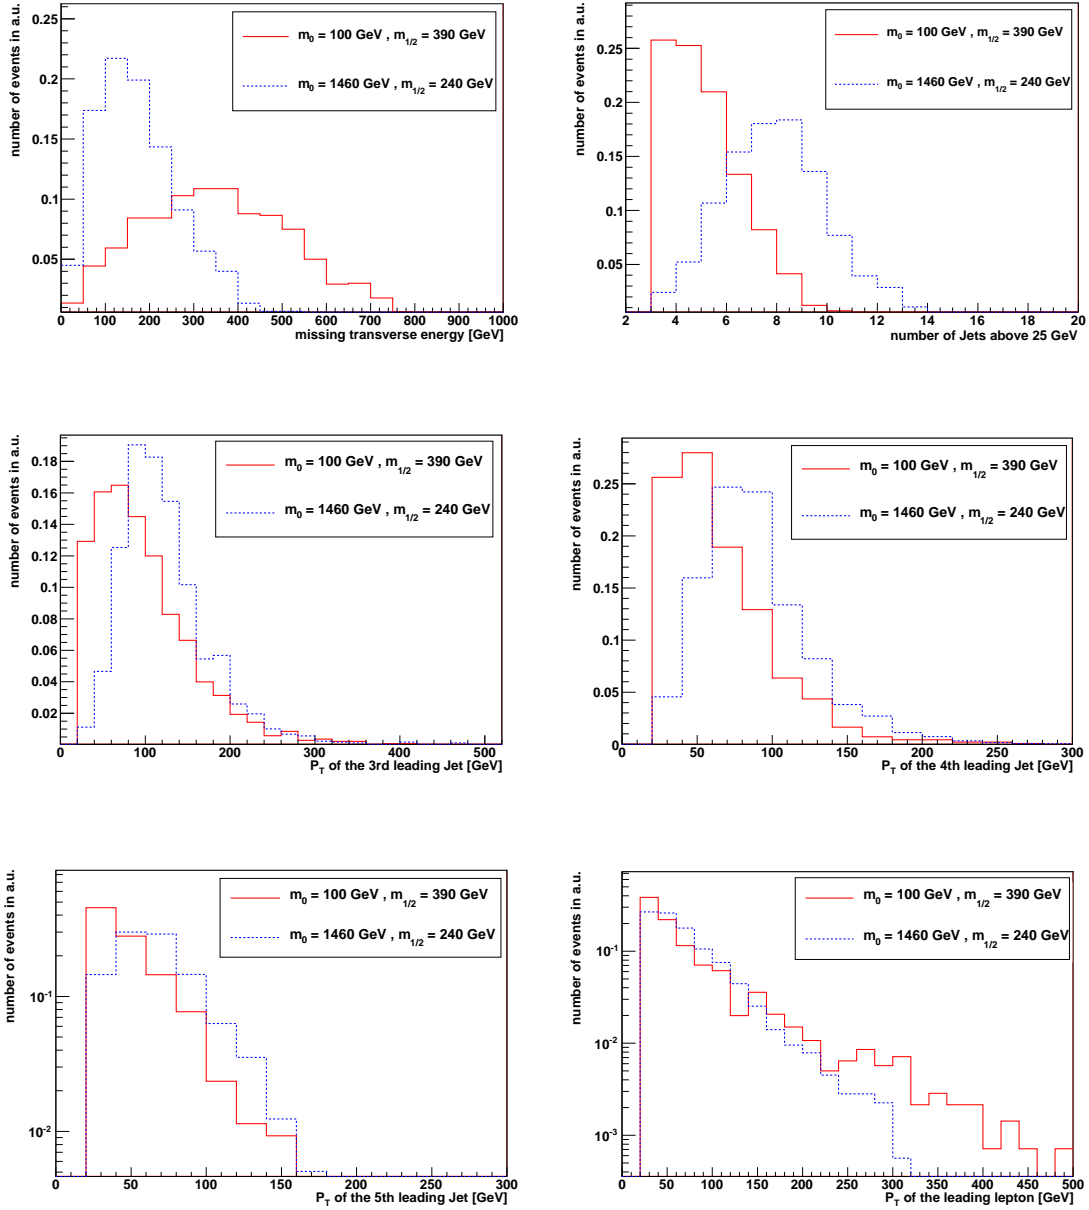 number of events in a.u.
0.25
0.2
0.15
0.1
0.05
m0 = 100 GeV , m1/2 = 390 GeV
m0 = 1460 GeV , m1/2 = 240 GeV
0 100 200 300 400 500 600 700 800 900 1000
missing transverse energy [GeV]
number of events in a.u.
0.25
0.2
0.15
0.1
0.05
m0 = 100 GeV , m1/2 = 390 GeV
m0 = 1460 GeV , m1/2 = 240 GeV
2 4 6 8 10 12 14 16 18 20
number of Jets above 25 GeV
number of events in a.u.
0.18
0.16
0.14
0.12
0.1
0.08
0.06
0.04
0.02
m0 = 100 GeV , m1/2 = 390 GeV
m0 = 1460 GeV , m1/2 = 240 GeV
0 100 200 300 400 500
PT of the 3rd leading Jet [GeV]
number of events in a.u.
0.25
0.2
0.15
0.1
0.05
0
m0 = 100 GeV , m1/2 = 390 GeV
m0 = 1460 GeV , m1/2 = 240 GeV
0 50 100 150 200 250 300
PT of the 4th leading Jet [GeV]
number of events in a.u.
10-1
10-2
m0 = 100 GeV , m1/2 = 390 GeV
m0 = 1460 GeV , m1/2 = 240 GeV
0 50 100 150 200 250 300
PT of the 5th leading Jet [GeV]
number of events in a.u.
10-1
10-2
10-3
m0 = 100 GeV , m1/2 = 390 GeV
m0 = 1460 GeV , m1/2 = 240 GeV
0 50 100 150 200 250 300 350 400 450 500
PT of the leading lepton [GeV]